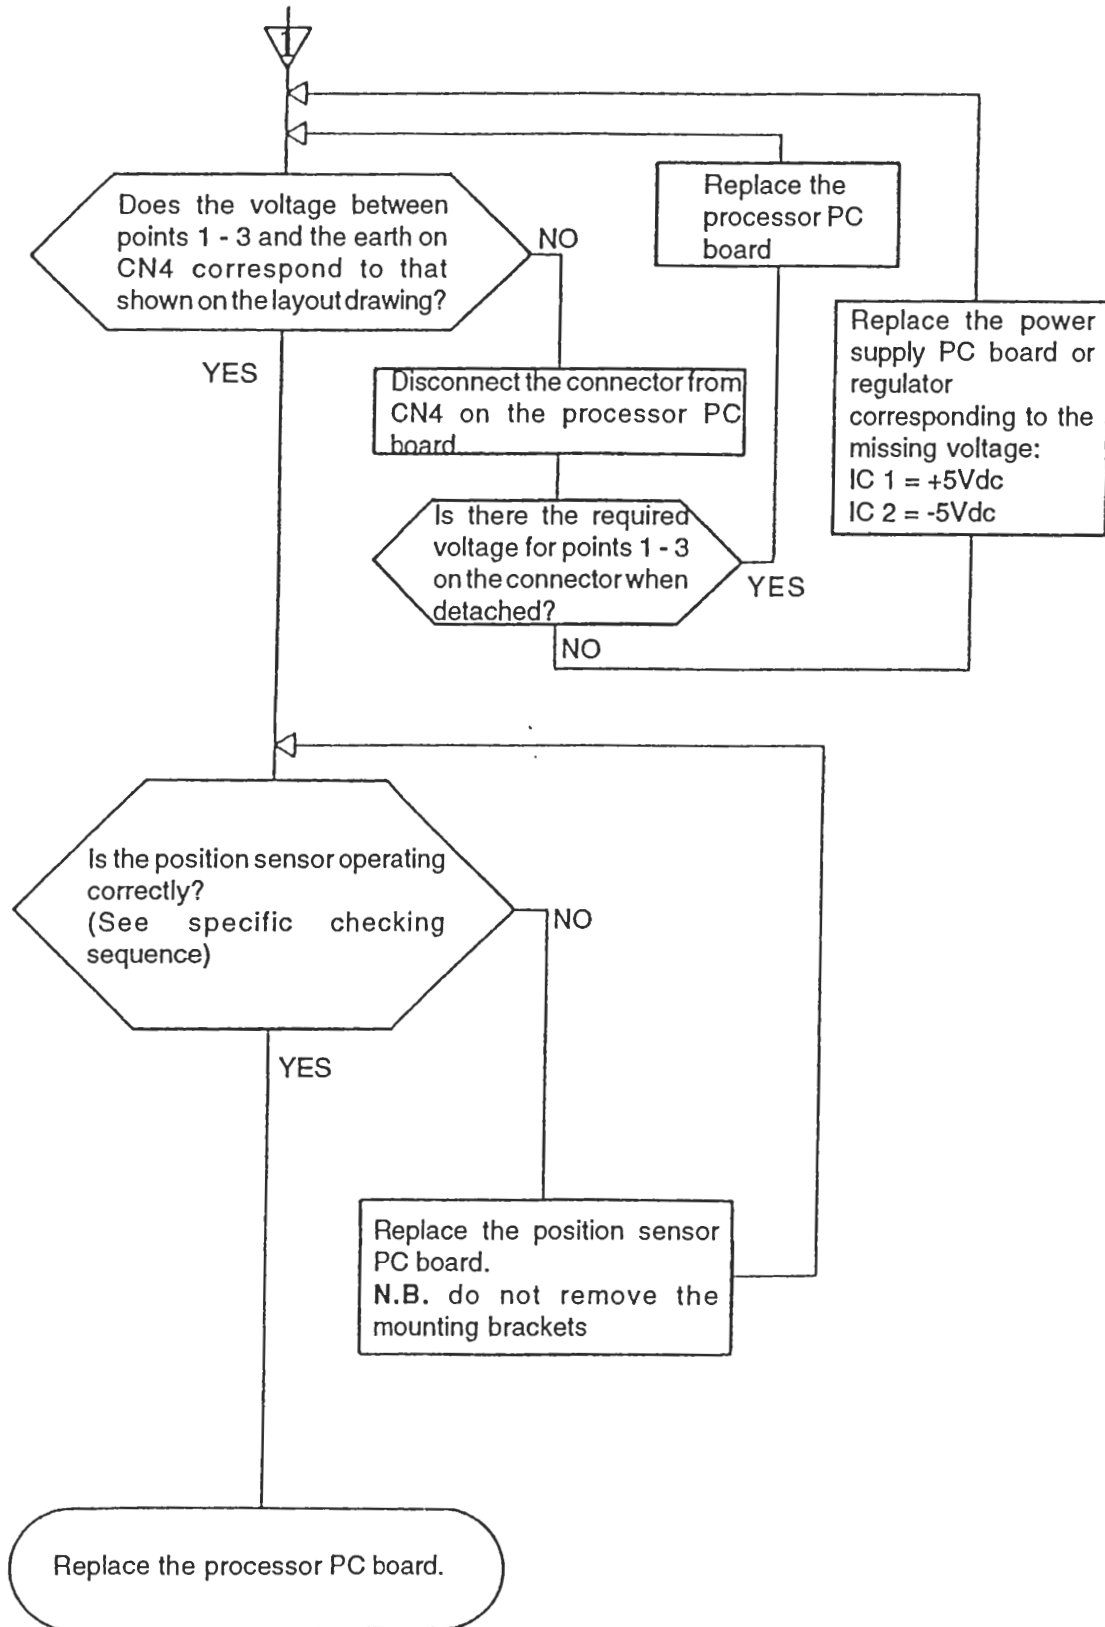 1
Does the voltage between
points 1 - 3 and the earth on
CN4 correspond to that
shown on the layout drawing?
NO
YES
Replace the
processor PC
board
Disconnect the connector from
CN4 on the processor PC
board
Replace the power
supply PC board or
regulator
corresponding to the
missing voltage:
IC 1 = +5Vdc
IC 2 = -5Vdc
Is there the required
voltage for points 1 - 3
on the connector when
detached?
YES
NO
Is the position sensor operating
correctly?
(See specific checking
sequence)
NO
YES
Replace the position sensor
PC board.
N.B. do not remove the
mounting brackets
Replace the processor PC board.